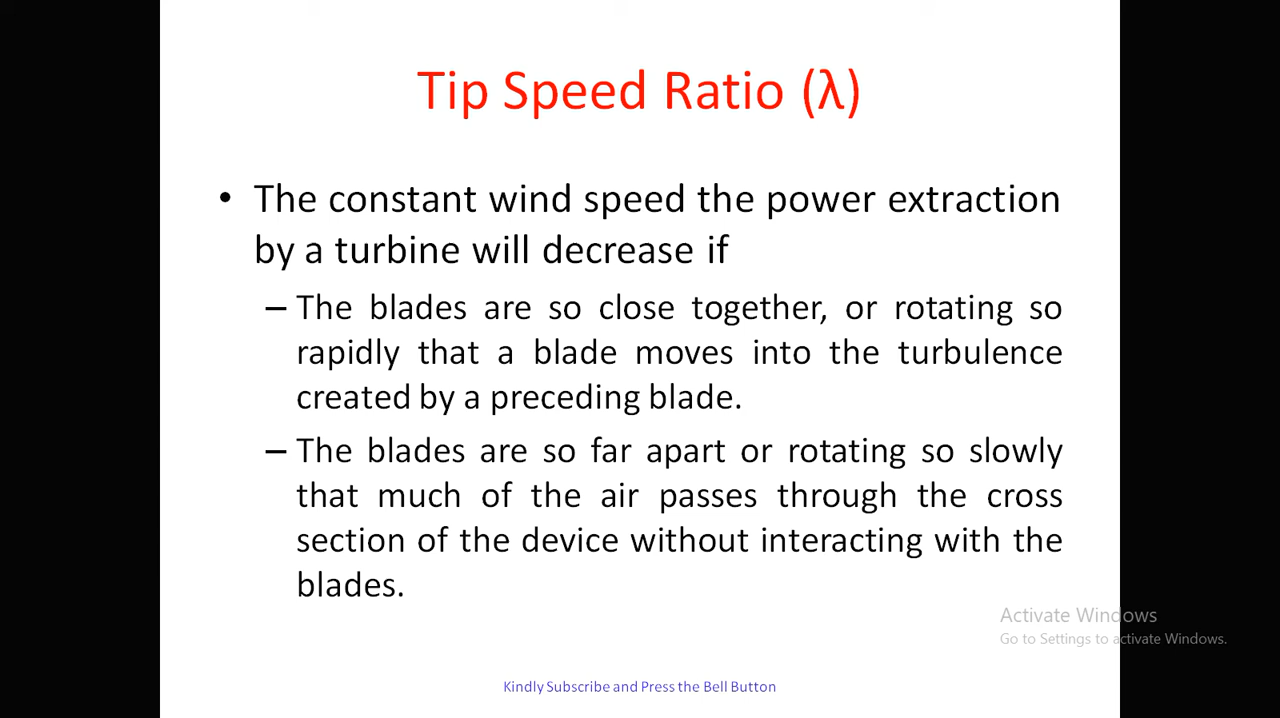 Tip Speed Ratio (λ)
• The constant wind speed the power extraction
by a turbine will decrease if
– The blades are so close together, or rotating so
rapidly that a blade moves into the turbulence
created by a preceding blade.
– The blades are so far apart or rotating so slowly
that much of the air passes through the cross
section of the device without interacting with the
blades.
Activate Windows
Go to Settings to activate Windows.
Kindly Subscribe and Press the Bell Button